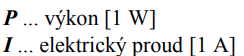 P ... výkon [1 W]
I ... elektrický proud [1 A]